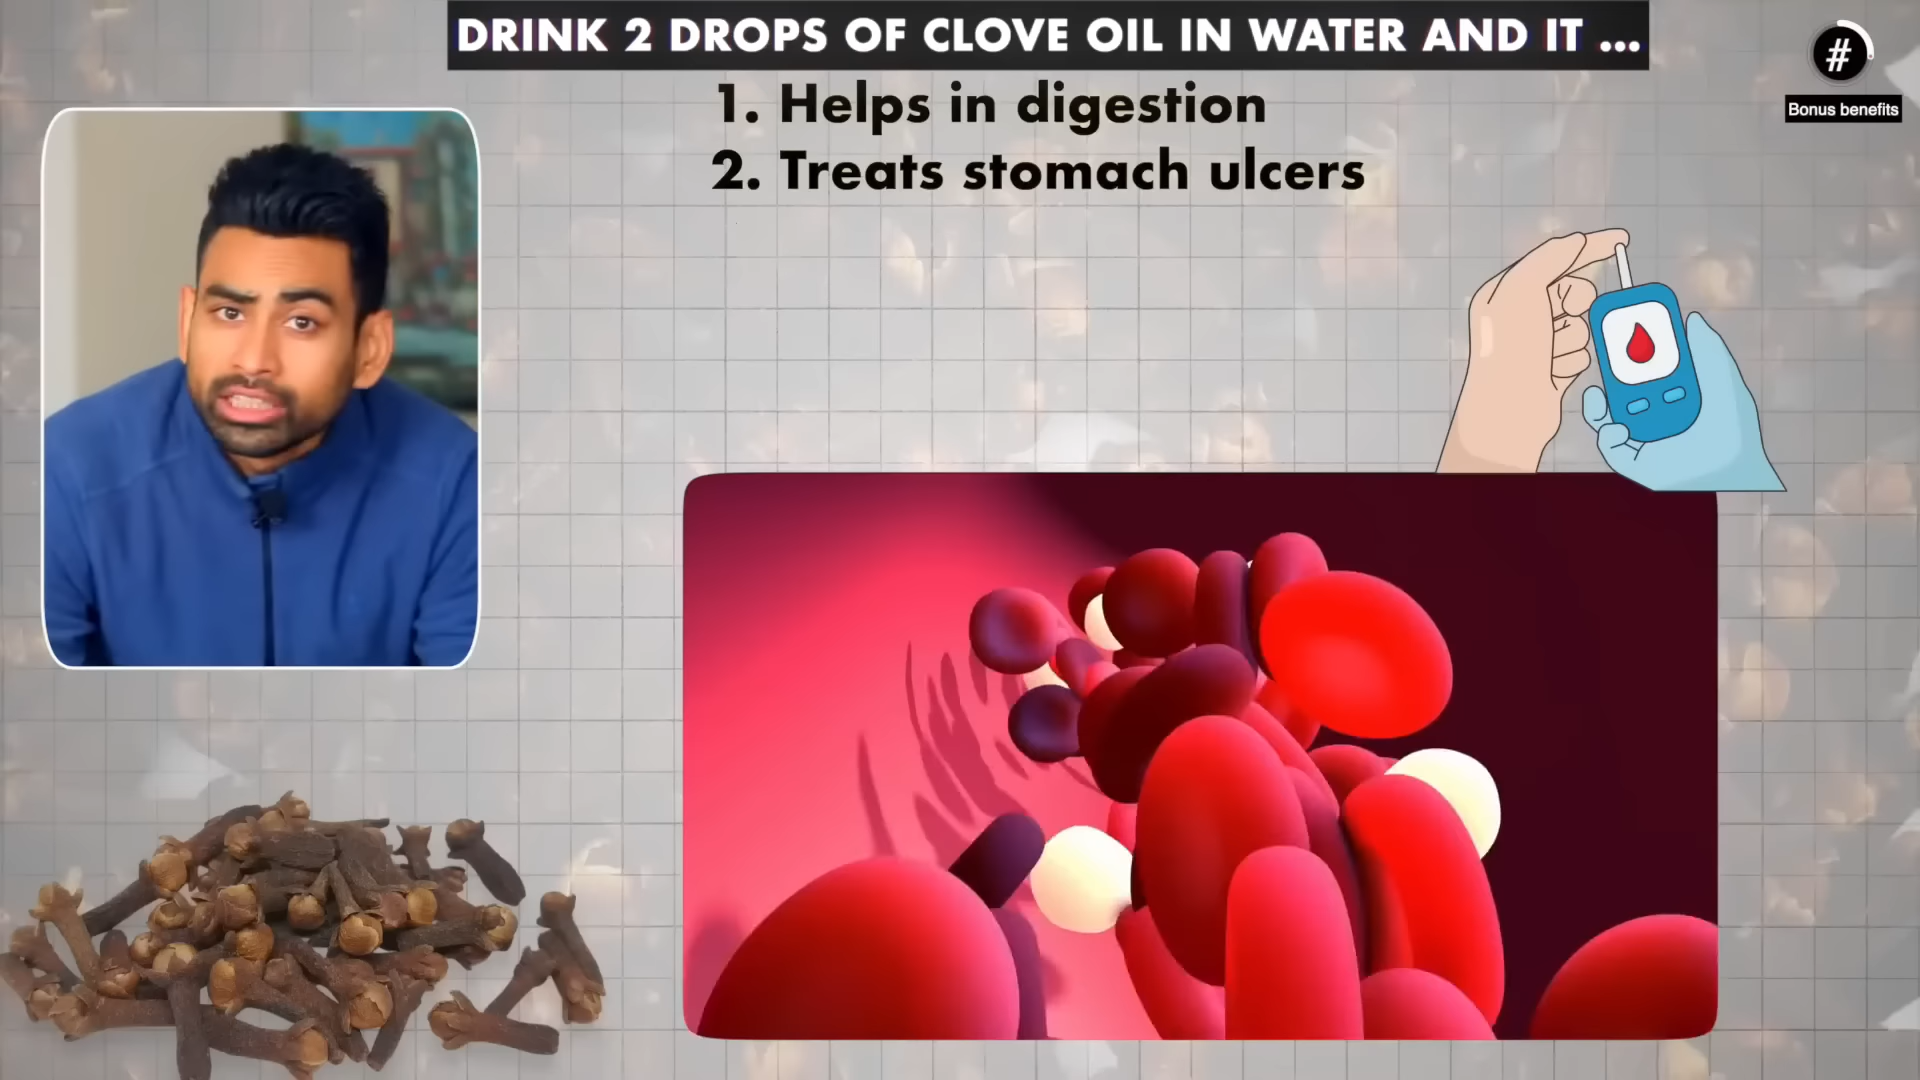 DRINK 2 DROPS OF CLOVE OIL IN WATER AND IT ...
1. Helps in digestion
2. Treats stomach ulcers
#
Bonus benefits